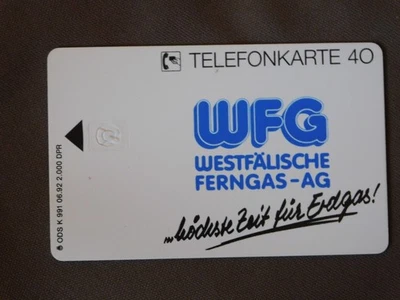 TELEFONKARTE 40
WFG
WESTFÄLISCHE
FERNGAS-AG
...höchste Zeit für Erdgas!
ODS K 991 06.92 2.000 DPR